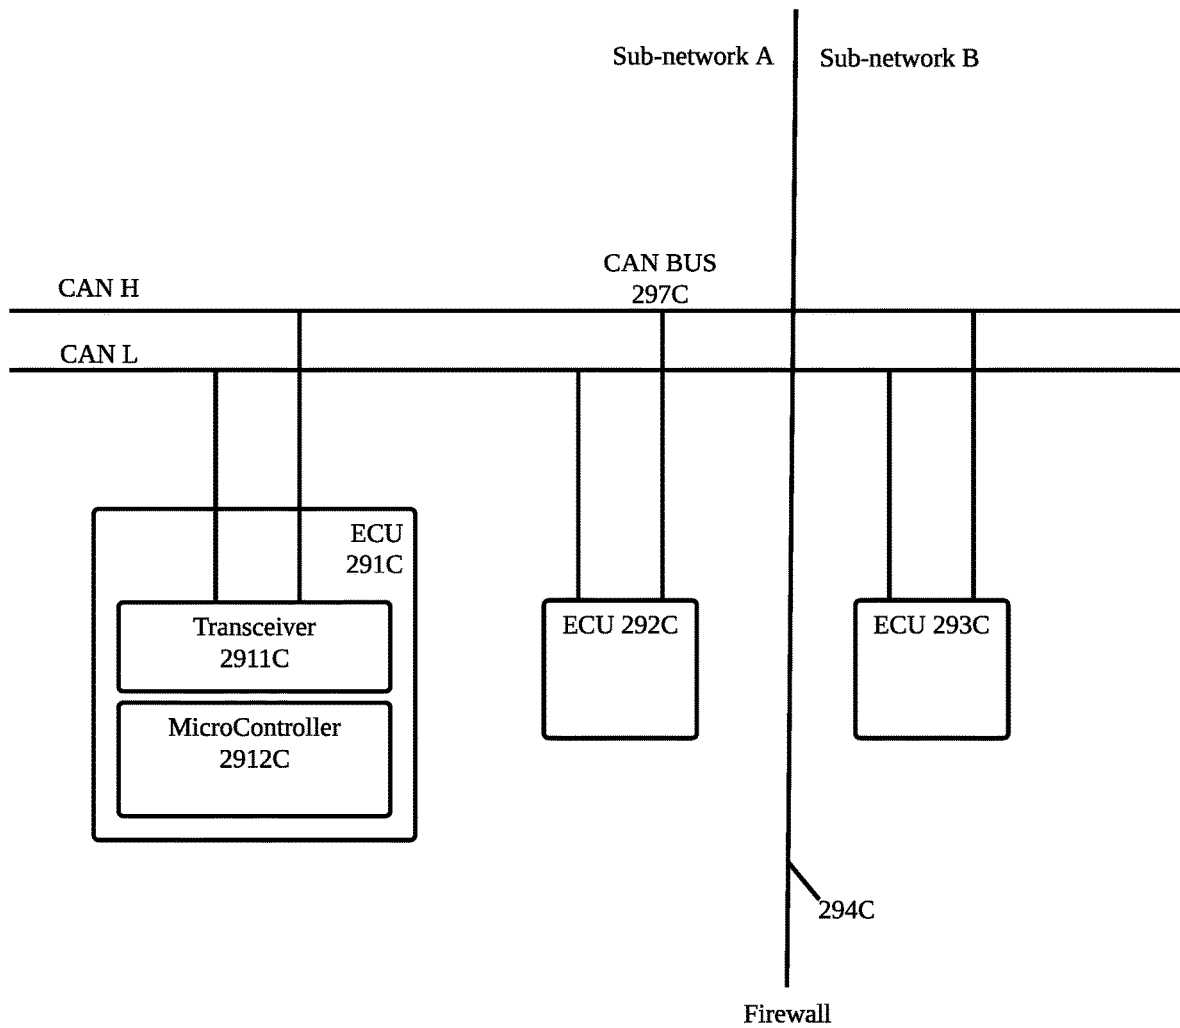 Sub-network A
Sub-network B
CAN BUS
297C
CAN H
CAN L
ECU
291C
Transceiver
2911C
MicroController
2912C
ECU 292C
ECU 293C
294C
Firewall